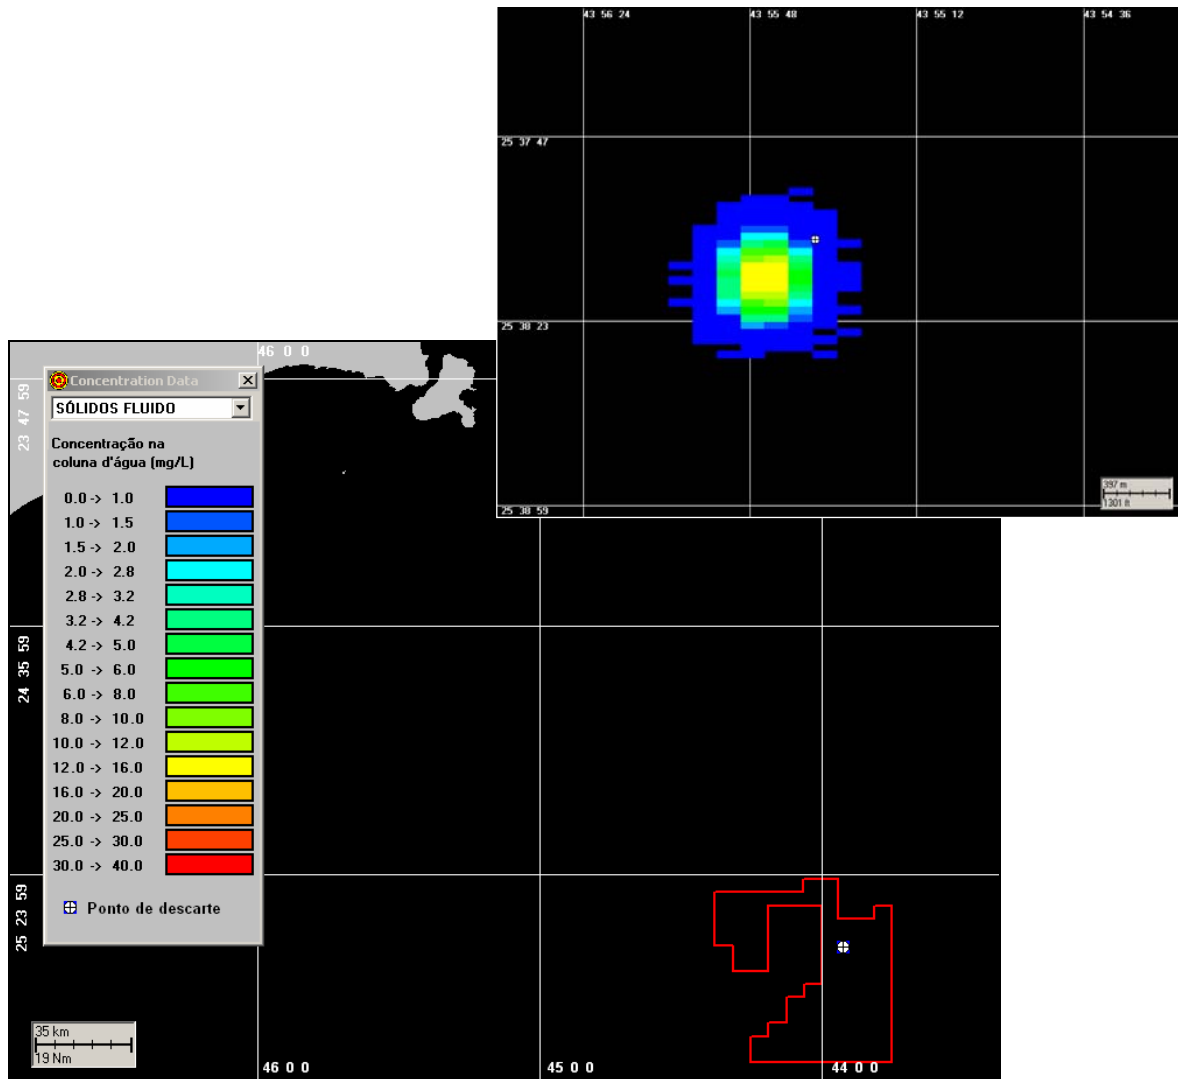 43 56 24
43 55 48
43 55 12
43 54 36
25 37 47
25 38 23
25 38 59
397 m
1301 ft
46 0 0
23 47 59
24 35 59
25 23 59
Concentration Data
SÓLIDOS FLUIDO
Concentração na
coluna d'água (mg/L)
0.0 -> 1.0
1.0 -> 1.5
1.5 -> 2.0
2.0 -> 2.8
2.8 -> 3.2
3.2 -> 4.2
4.2 -> 5.0
5.0 -> 6.0
6.0 -> 8.0
8.0 -> 10.0
10.0 -> 12.0
12.0 -> 16.0
16.0 -> 20.0
20.0 -> 25.0
25.0 -> 30.0
30.0 -> 40.0
Ponto de descarte
35 km
19 Nm
46 0 0
45 0 0
44 0 0